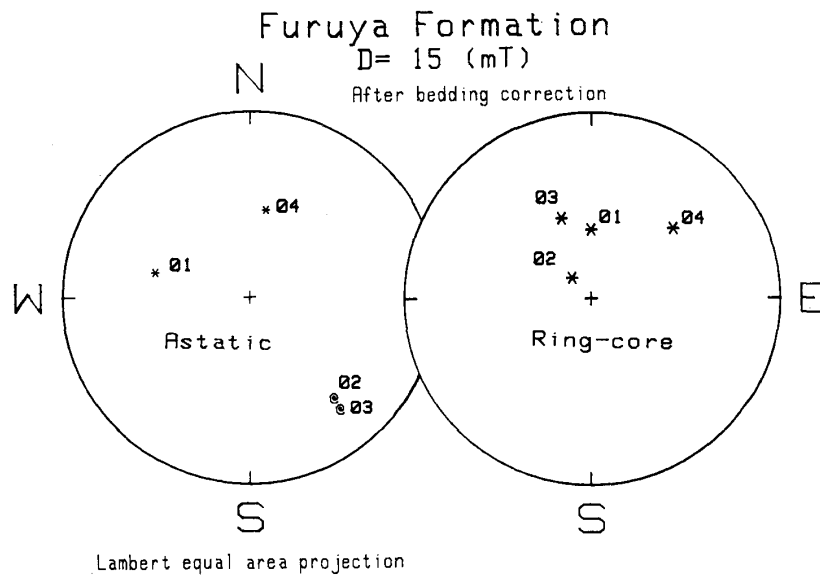 Furuya Formation
D= 15 (mT)
After bedding correction
N
04
01
W
Astatic
02
03
S
03
01
04
02
E
Ring-core
S
Lambert equal area projection